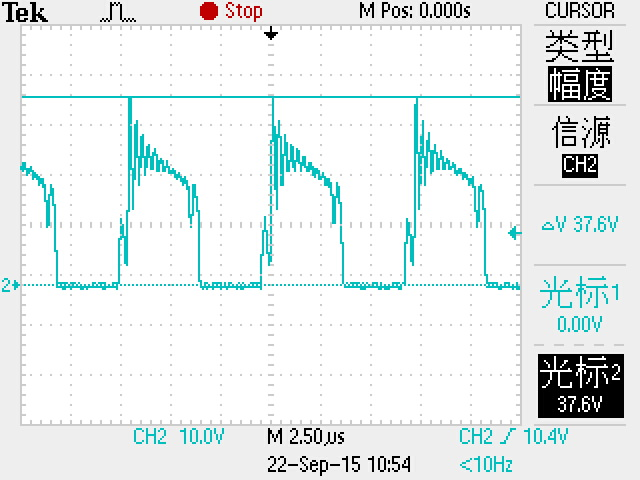 Tek Stop M Pos: 0.000s CURSOR
类型
幅度
信源
CH2
△V 37.6V
2
光标1
0.00V
光标2
37.6V
CH2 10.0V M 2.50µs CH2 10.4V
22-Sep-15 10:54 <10Hz